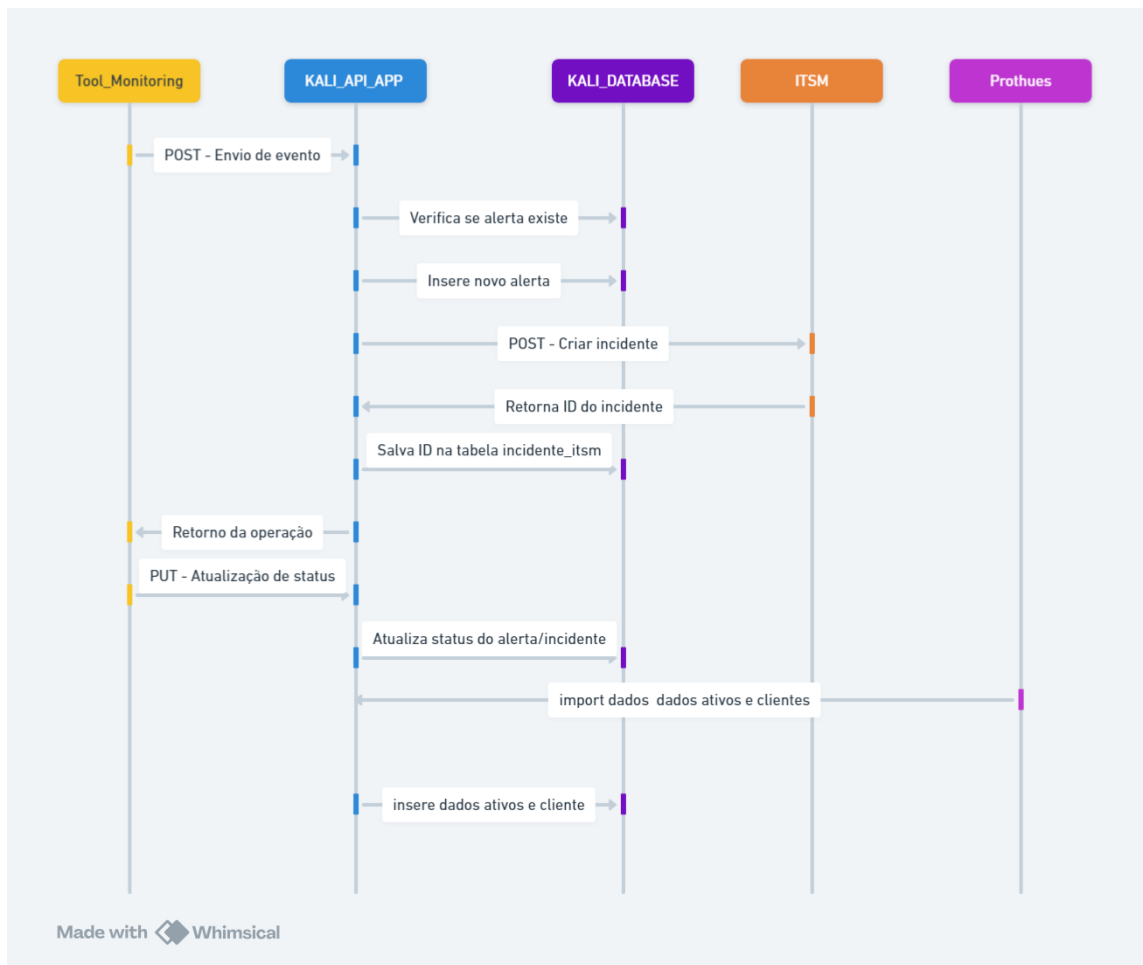 Tool_Monitoring
KALI_API_APP
KALI_DATABASE
ITSM
Prothues
POST - Envio de evento
Verifica se alerta existe
Insere novo alerta
POST - Criar incidente
Retorna ID do incidente
Salva ID na tabela incidente_itsm
Retorno da operação
PUT - Atualização de status
Atualiza status do alerta/incidente
import dados  dados ativos e clientes
insere dados ativos e cliente
Made with Whimsical